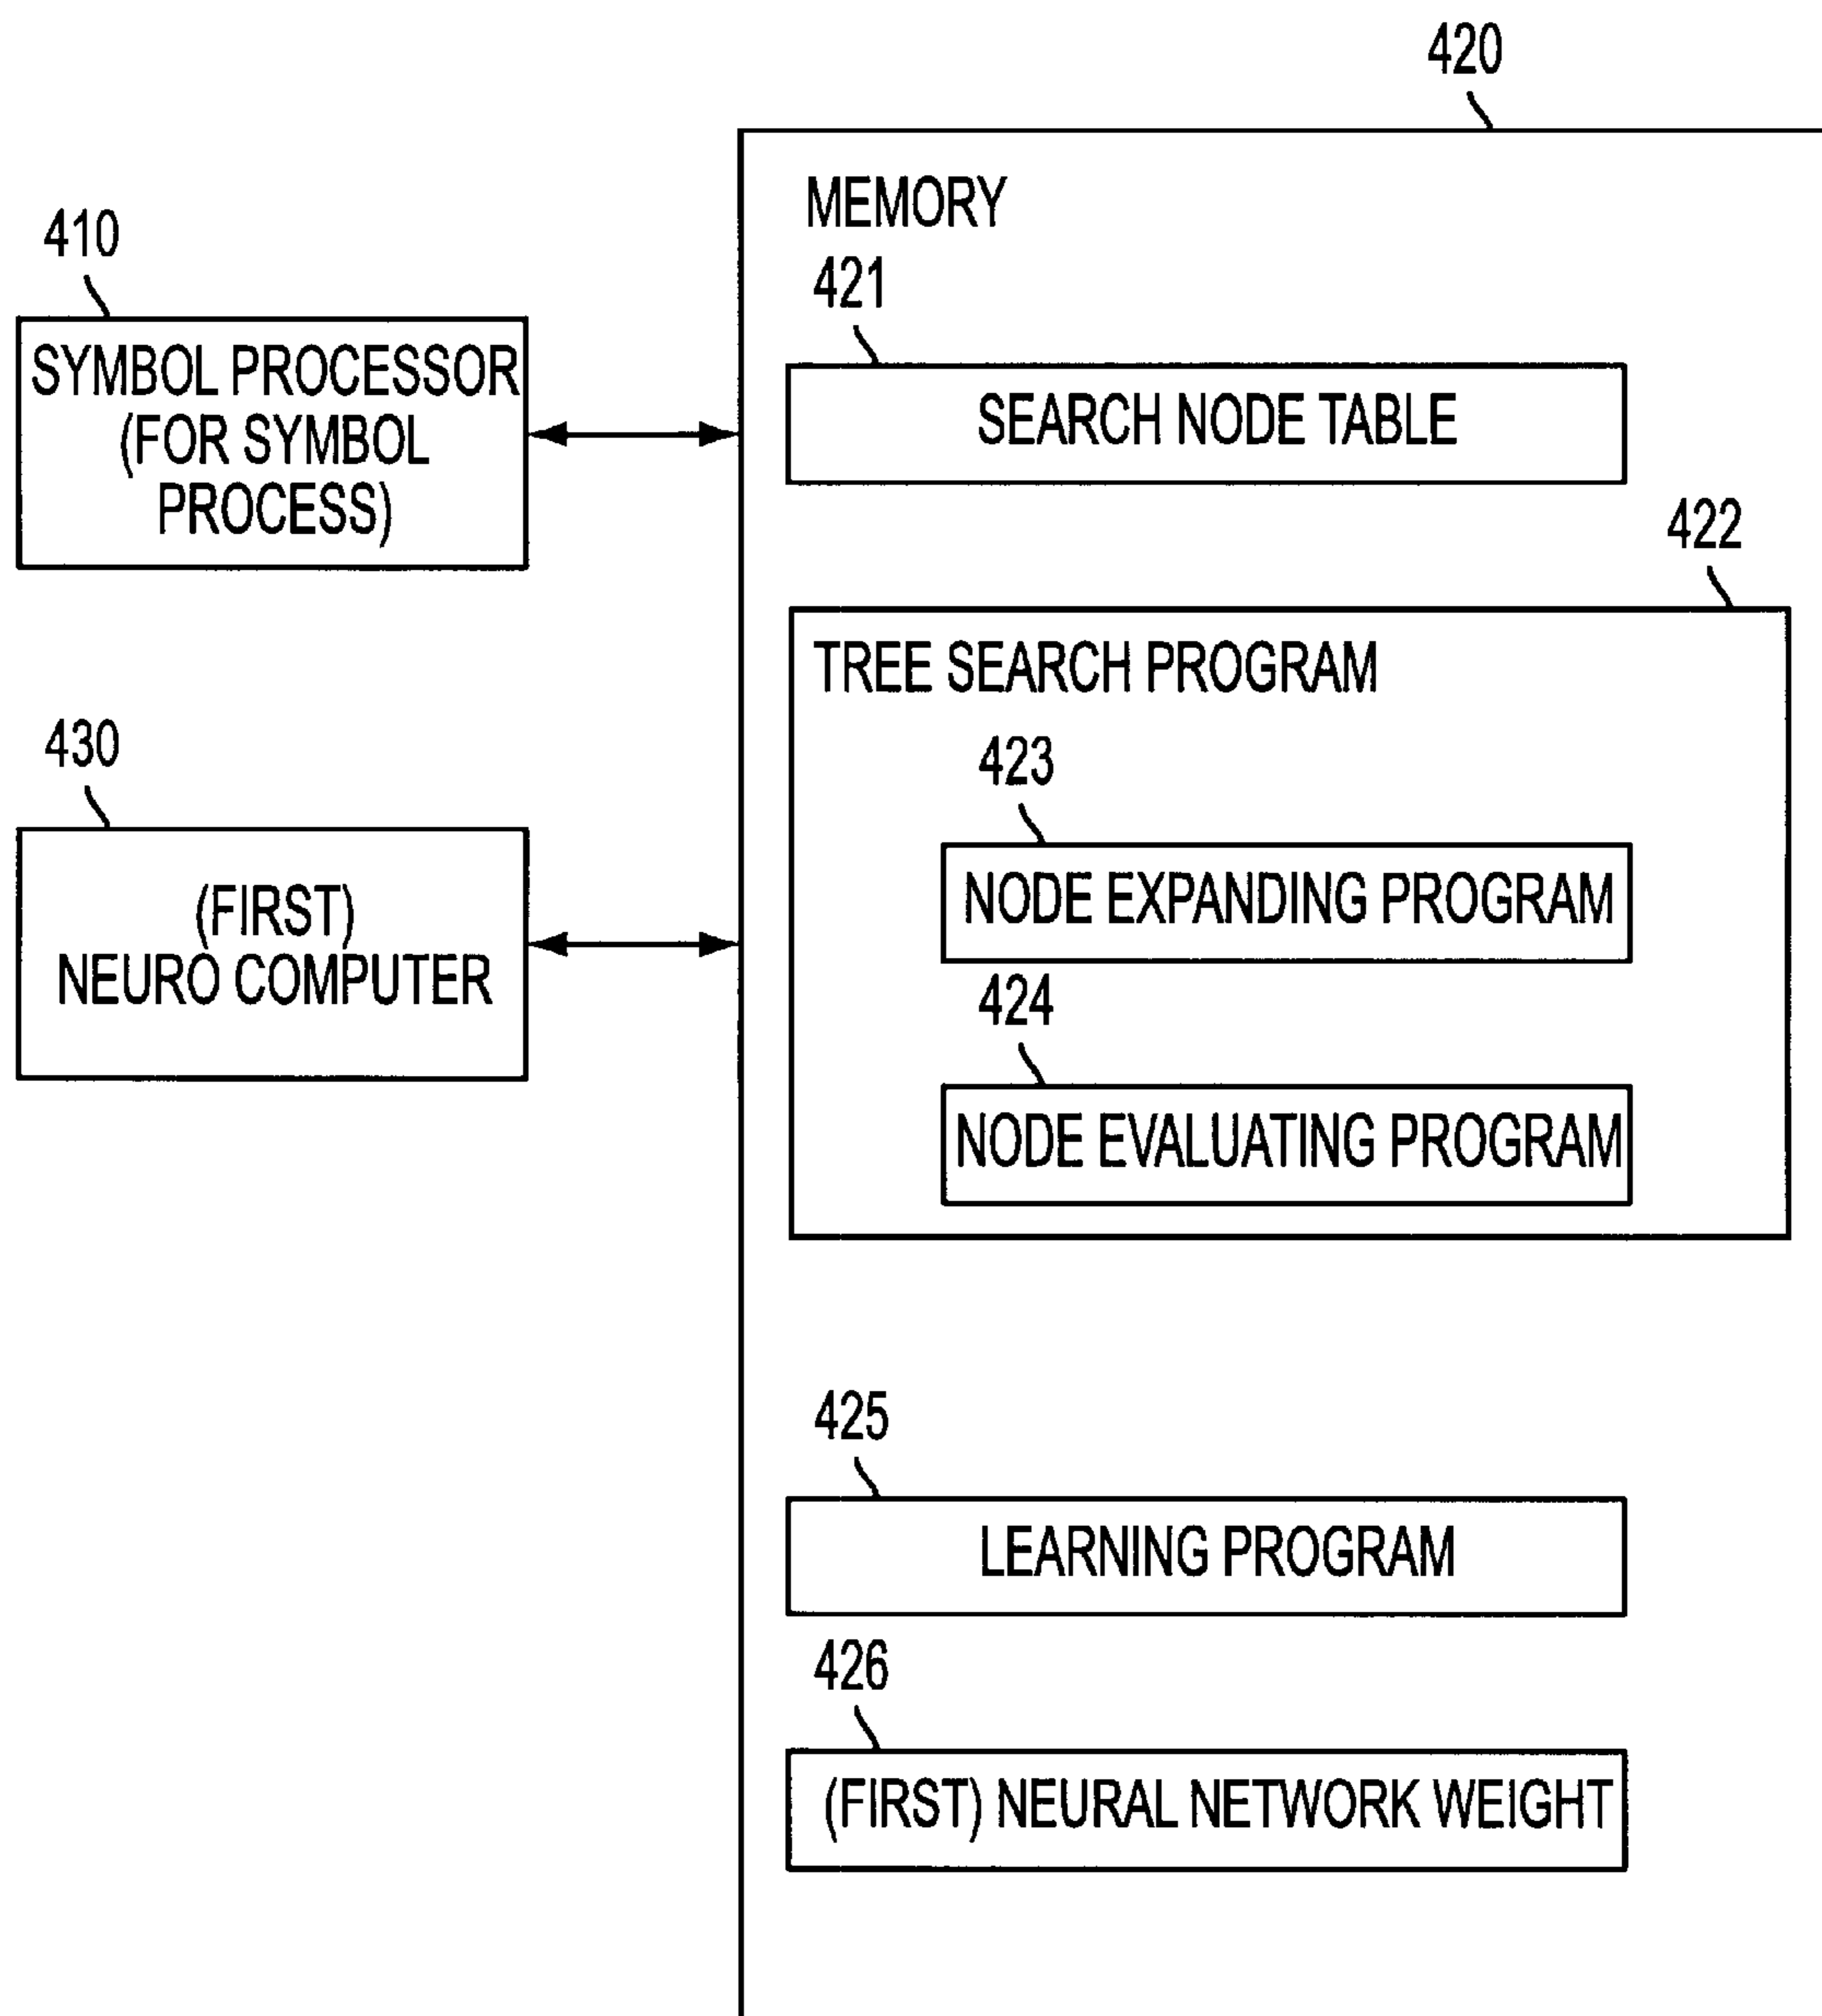 420
MEMORY
410
SYMBOL PROCESSOR
(FOR SYMBOL
PROCESS)
421
SEARCH NODE TABLE
422
TREE SEARCH PROGRAM
430
(FIRST)
NEURO COMPUTER
423
NODE EXPANDING PROGRAM
424
NODE EVALUATING PROGRAM
425
LEARNING PROGRAM
426
(FIRST) NEURAL NETWORK WEIGHT